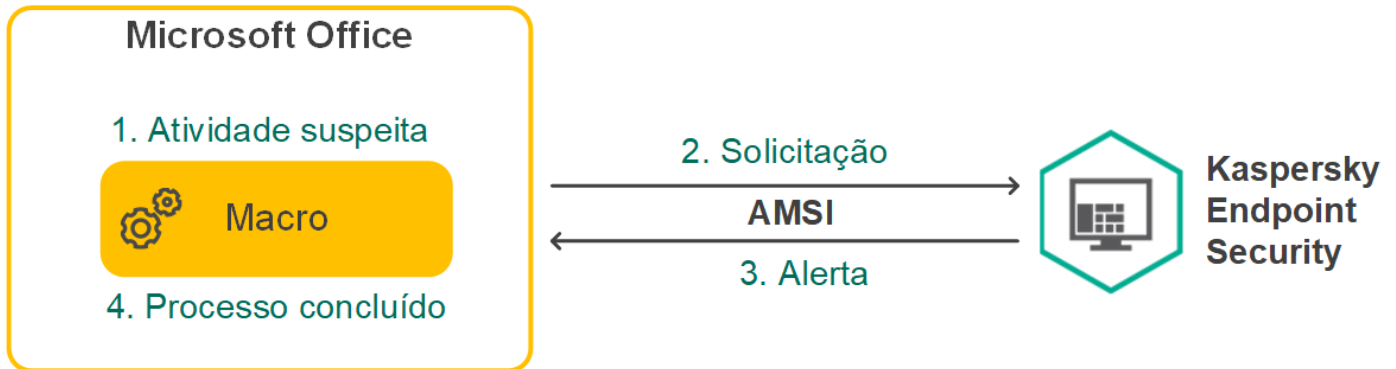 Microsoft Office
1. Atividade suspeita
Macro
4. Processo concluído
2. Solicitação
AMSI
3. Alerta
Kaspersky
Endpoint
Security